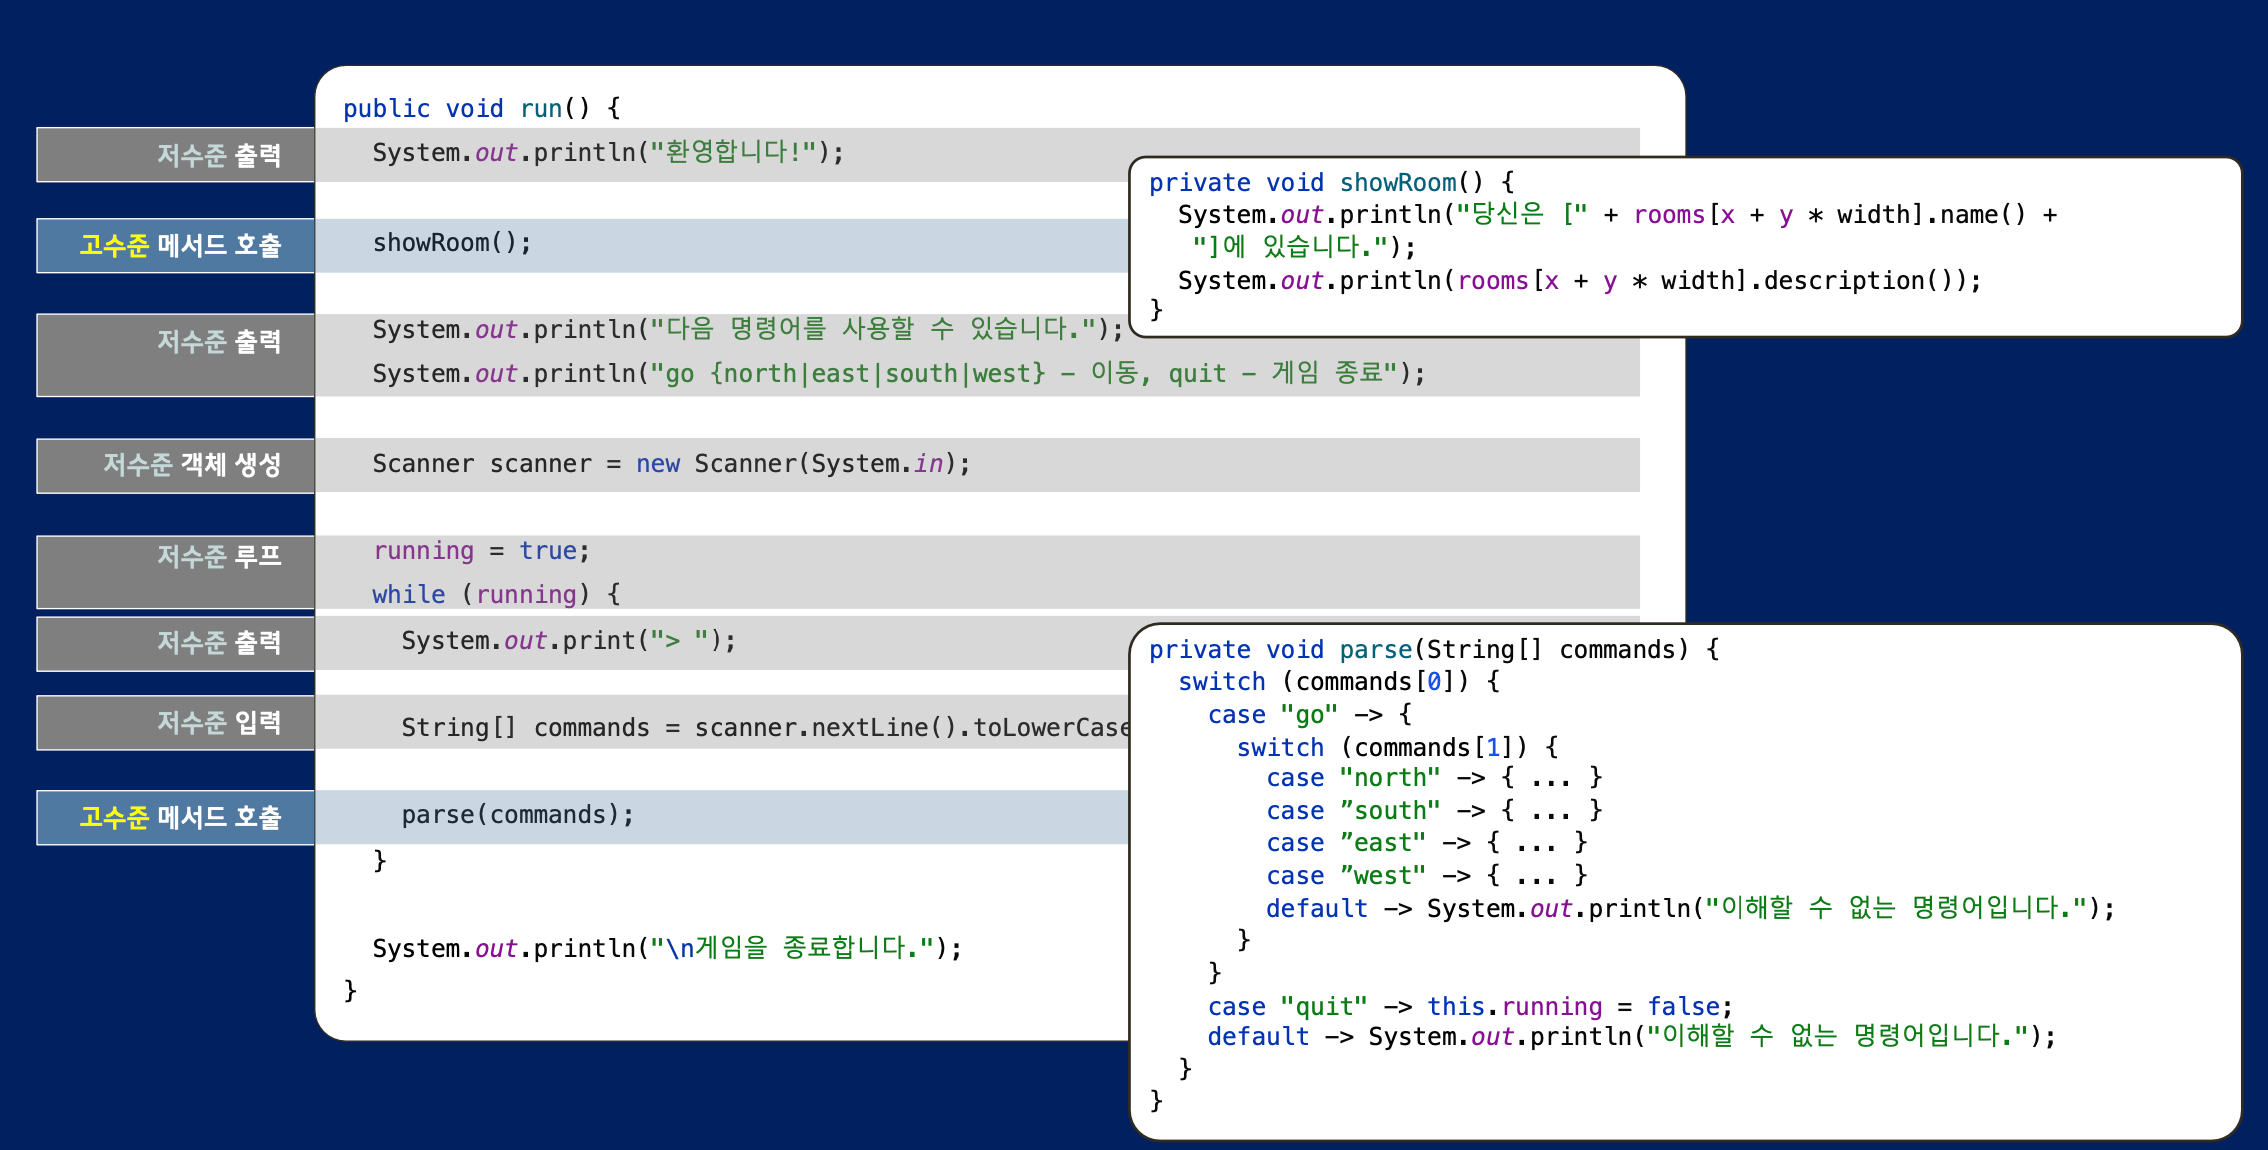 public void run() {
저수준 출력
System.out.println("환영합니다!");
고수준 메서드 호출
showRoom();
저수준 출력
System.out.println("다음 명령어를 사용할 수 있습니다.");
System.out.println("go {north|east|south|west} – 이동, quit – 게임 종료");
저수준 객체 생성
Scanner scanner = new Scanner(System.in);
저수준 루프
running = true;
while (running) {
저수준 출력
System.out.print("> ");
저수준 입력
String[] commands = scanner.nextLine().toLowerCase
고수준 메서드 호출
parse(commands);
}
System.out.println("\n게임을 종료합니다.");
}
private void showRoom() {
System.out.println("당신은 [" + rooms[x + y * width].name() +
"]에 있습니다.");
System.out.println(rooms[x + y * width].description());
}
private void parse(String[] commands) {
switch (commands[0]) {
case "go" –> {
switch (commands[1]) {
case "north" –> { ... }
case ”south" –> { ... }
case ”east" –> { ... }
case ”west" –> { ... }
default –> System.out.println("이해할 수 없는 명령어입니다.");
}
}
case "quit" –> this.running = false;
default –> System.out.println("이해할 수 없는 명령어입니다.");
}
}